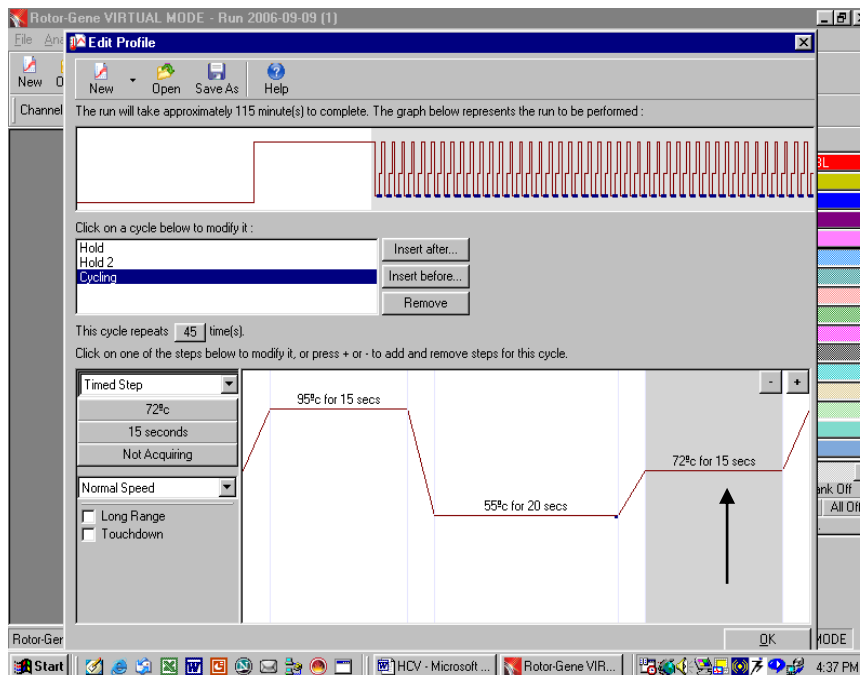 Rotor-Gene VIRTUAL MODE - Run 2006-09-09 (1)
File Ana
Edit Profile
New
New Open Save As Help
Channel
The run will take approximately 115 minute(s) to complete. The graph below represents the run to be performed :
Click on a cycle below to modify it :
Hold
Hold 2
Cycling
Insert after...
Insert before...
Remove
This cycle repeats 45 time(s).
Click on one of the steps below to modify it, or press + or - to add and remove steps for this cycle.
Timed Step
72ºc
15 seconds
Not Acquiring
Normal Speed
Long Range
Touchdown
- +
95ºc for 15 secs
55ºc for 20 secs
72ºc for 15 secs
ank Off
All Off
OK
Rotor-Ger
MODE
Start
HCV - Microsoft ...
Rotor-Gene VIR...
4:37 PM